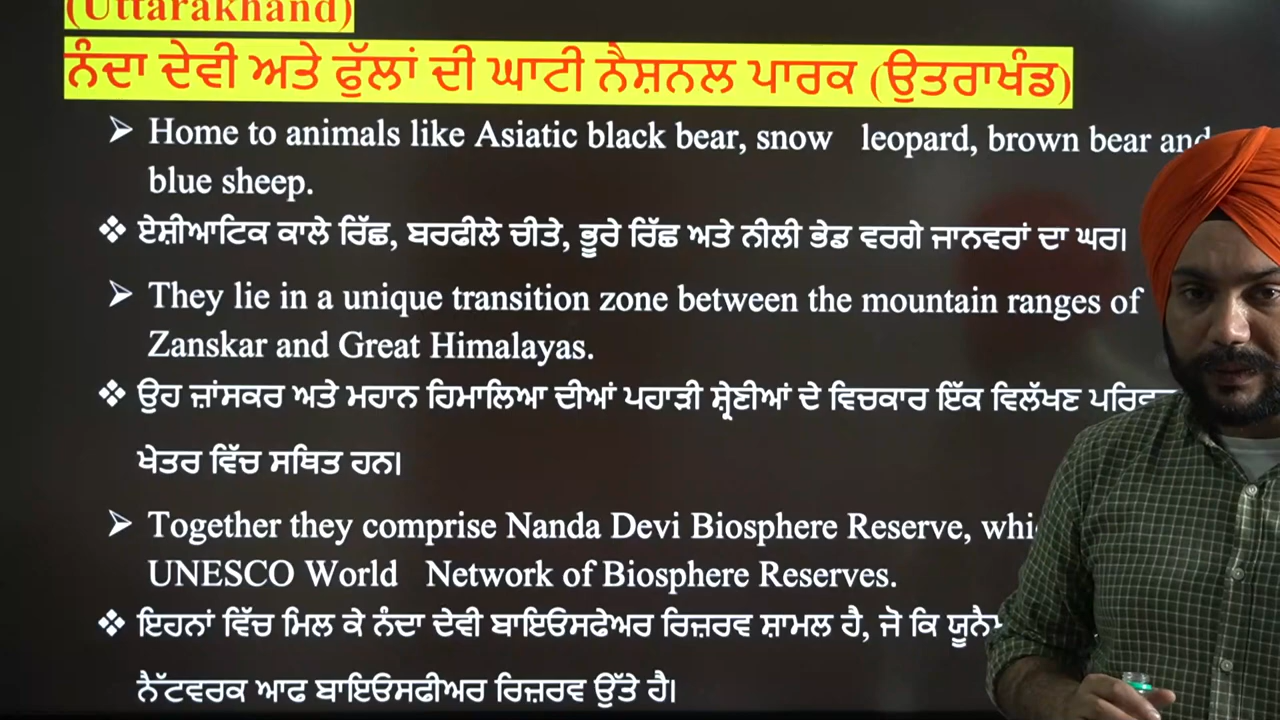 (Uttarakhand)
ਨੰਦਾ ਦੇਵੀ ਅਤੇ ਫੁੱਲਾਂ ਦੀ ਘਾਟੀ ਨੈਸ਼ਨਲ ਪਾਰਕ (ਉਤਰਾਖੰਡ)
➢ Home to animals like Asiatic black bear, snow leopard, brown bear and
blue sheep.
❖ ਏਸ਼ੀਆਟਿਕ ਕਾਲੇ ਰਿੱਛ, ਬਰਫੀਲੇ ਚੀਤੇ, ਭੂਰੇ ਰਿੱਛ ਅਤੇ ਨੀਲੀ ਭੇਡ ਵਰਗੇ ਜਾਨਵਰਾਂ ਦਾ ਘਰ।
➢ They lie in a unique transition zone between the mountain ranges of
Zanskar and Great Himalayas.
❖ ਉਹ ਜ਼ਾਂਸਕਰ ਅਤੇ ਮਹਾਨ ਹਿਮਾਲਿਆ ਦੀਆਂ ਪਹਾੜੀ ਸ਼੍ਰੇਣੀਆਂ ਦੇ ਵਿਚਕਾਰ ਇੱਕ ਵਿਲੱਖਣ
ਖੇਤਰ ਵਿੱਚ ਸਥਿਤ ਹਨ।
➢ Together they comprise Nanda Devi Biosphere Reserve,
UNESCO World Network of Biosphere Reserves.
❖ ਇਹਨਾਂ ਵਿੱਚ ਮਿਲ ਕੇ ਨੰਦਾ ਦੇਵੀ ਬਾਇਓਸਫੇਅਰ ਰਿਜ਼ਰਵ ਸ਼ਾਮਲ ਹੈ, ਜੋ ਕਿ
ਨੈੱਟਵਰਕ ਆਫ ਬਾਇਓਸਫੀਅਰ ਰਿਜ਼ਰਵ ਉੱਤੇ ਹੈ।